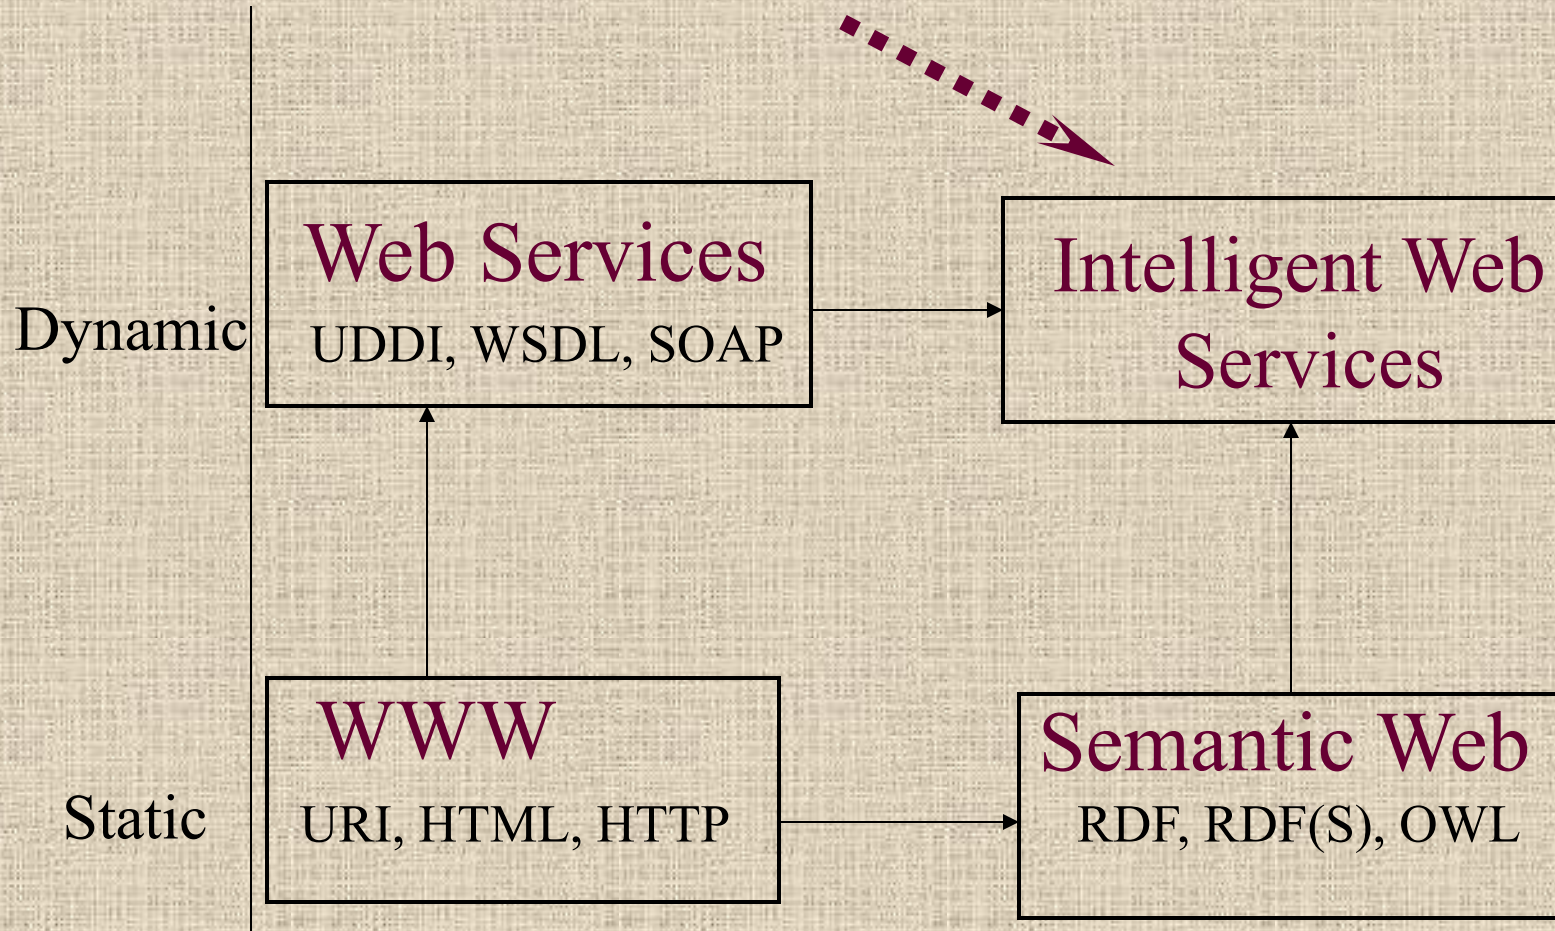 Web Services
Intelligent Web
Services
Dynamic
UDDI, WSDL, SOAP
WWW
Semantic Web
Static
URI, HTML, HTTP
RDF, RDF(S), OWL